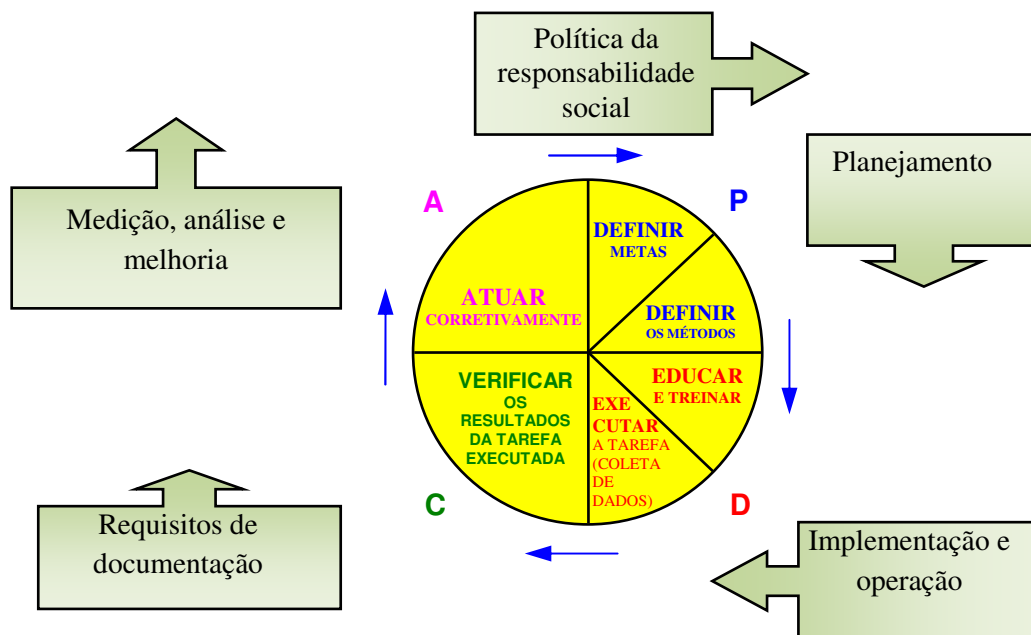 Política da
responsabilidade
social
Planejamento
Medição, análise e
melhoria
A
P
DEFINIR
METAS
DEFINIR
OS MÉTODOS
ATUAR
CORRETIVAMENTE
EDUCAR
E TREINAR
VERIFICAR
OS
RESULTADOS
DA TAREFA
EXECUTADA
EXE
CUTAR
A TAREFA
(COLETA
DE
DADOS)
C
D
Requisitos de
documentação
Implementação e
operação